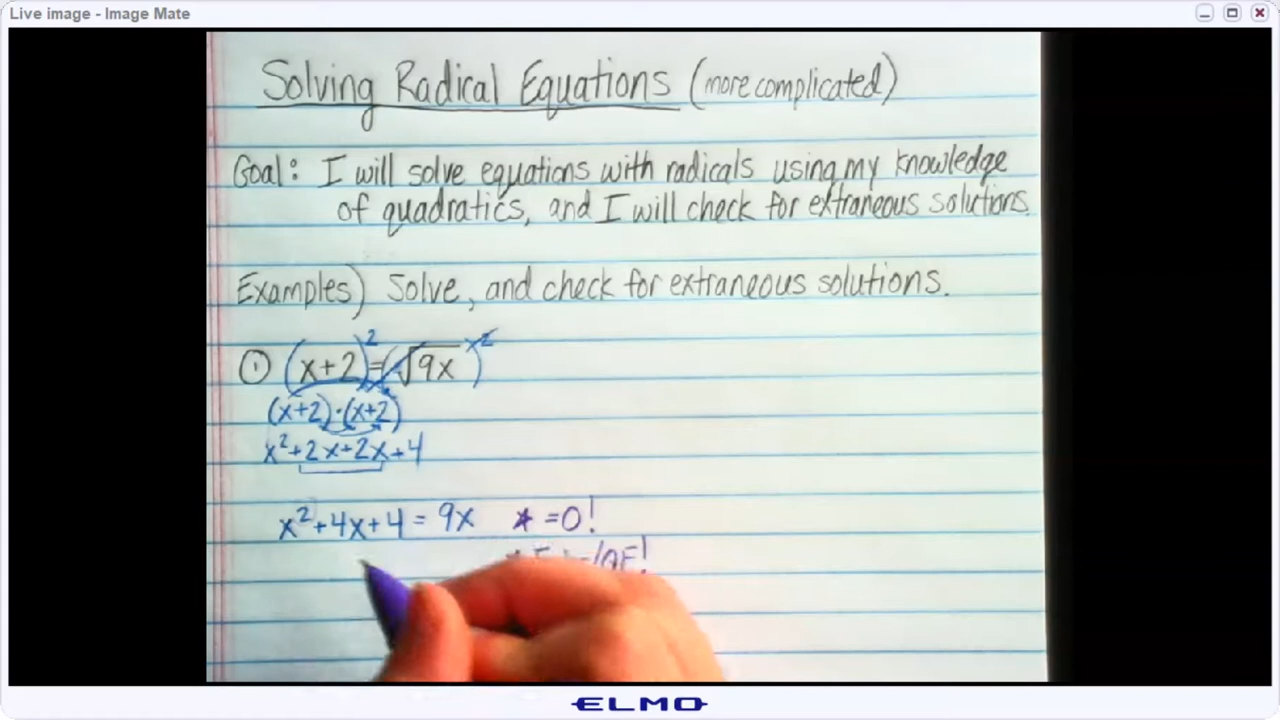 Live image - Image Mate
Solving Radical Equations (more complicated)
Goal: I will solve equations with radicals using my knowledge
of quadratics, and I will check for extraneous solutions.
Examples) Solve, and check for extraneous solutions.
① (x+2)² = (√9x)²
(x+2)·(x+2)
x²+2x+2x+4
x²+4x+4 = 9x * =0!
ELMO